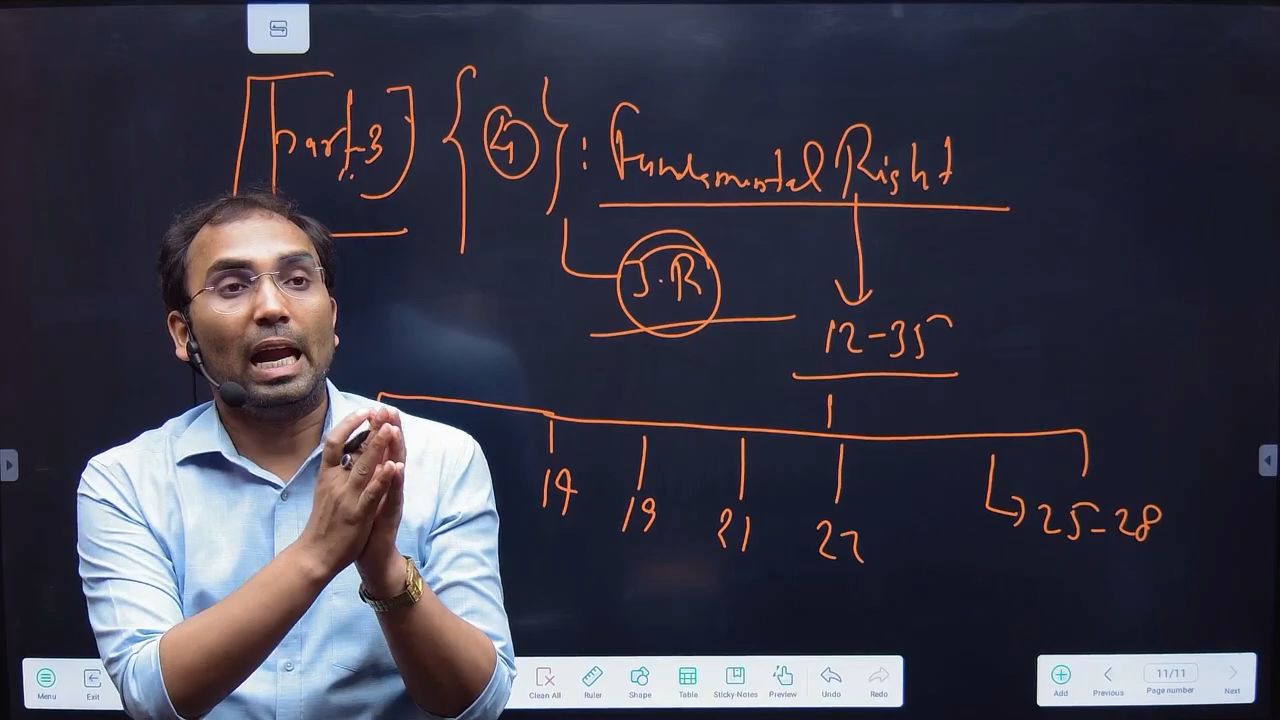 Part-3 { 4 } : Fundamental Right
J.R
12-35
14 19 21 22 25-28
Menu Exit Clean All Ruler Shape Table Sticky-Notes Preview Undo Redo Add Previous 11/11 Page number Next